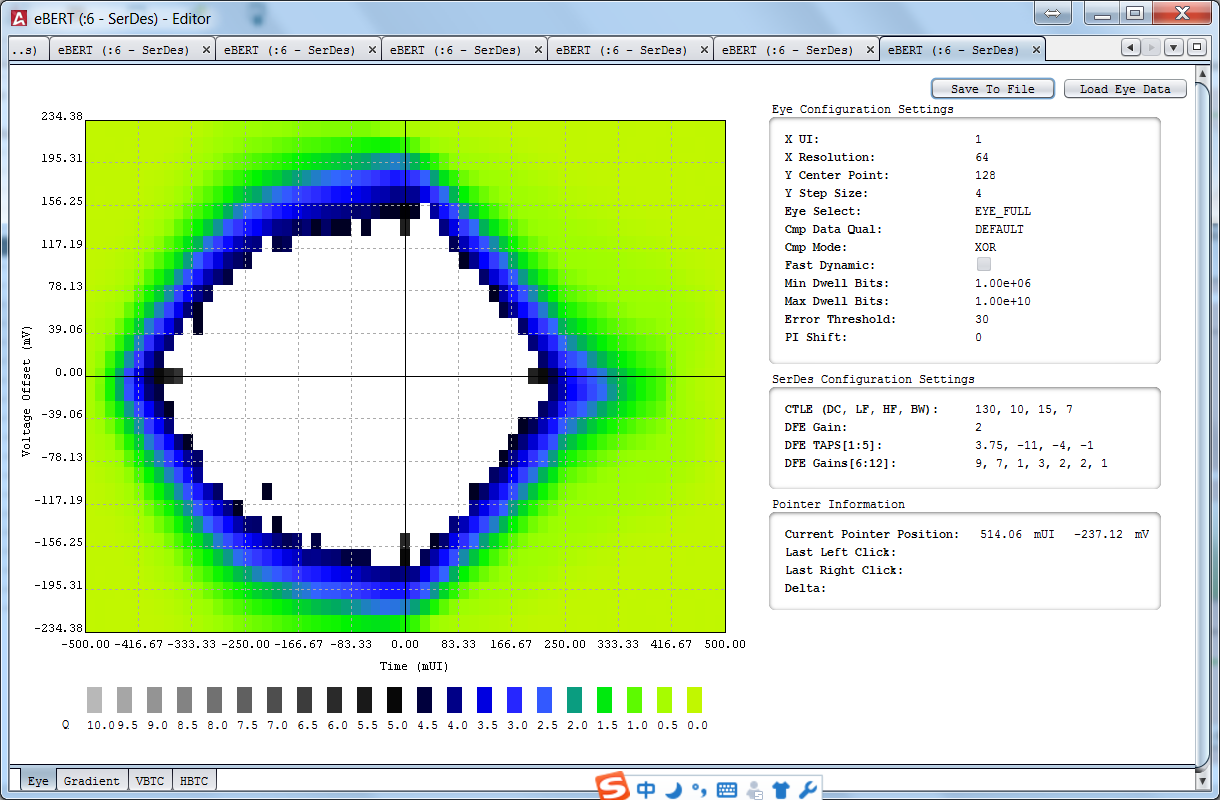 eBERT (:6 - SerDes) - Editor
..s) eBERT (:6 - SerDes) eBERT (:6 - SerDes) eBERT (:6 - SerDes) eBERT (:6 - SerDes) eBERT (:6 - SerDes) eBERT (:6 - SerDes)
Save To File Load Eye Data
234.38
195.31
156.25
117.19
78.13
39.06
0.00
-39.06
-78.13
-117.19
-156.25
-195.31
-234.38
Voltage Offset (mV)
-500.00 -416.67 -333.33 -250.00 -166.67 -83.33 0.00 83.33 166.67 250.00 333.33 416.67 500.00
Time (mUI)
Q 10.0 9.5 9.0 8.5 8.0 7.5 7.0 6.5 6.0 5.5 5.0 4.5 4.0 3.5 3.0 2.5 2.0 1.5 1.0 0.5 0.0
Eye Configuration Settings
X UI: 1
X Resolution: 64
Y Center Point: 128
Y Step Size: 4
Eye Select: EYE_FULL
Cmp Data Qual: DEFAULT
Cmp Mode: XOR
Fast Dynamic:
Min Dwell Bits: 1.00e+06
Max Dwell Bits: 1.00e+10
Error Threshold: 30
PI Shift: 0
SerDes Configuration Settings
CTLE (DC, LF, HF, BW): 130, 10, 15, 7
DFE Gain: 2
DFE TAPS[1:5]: 3.75, -11, -4, -1
DFE Gains[6:12]: 9, 7, 1, 3, 2, 2, 1
Pointer Information
Current Pointer Position: 514.06 mUI -237.12 mV
Last Left Click:
Last Right Click:
Delta:
Eye Gradient VBTC HBTC
中